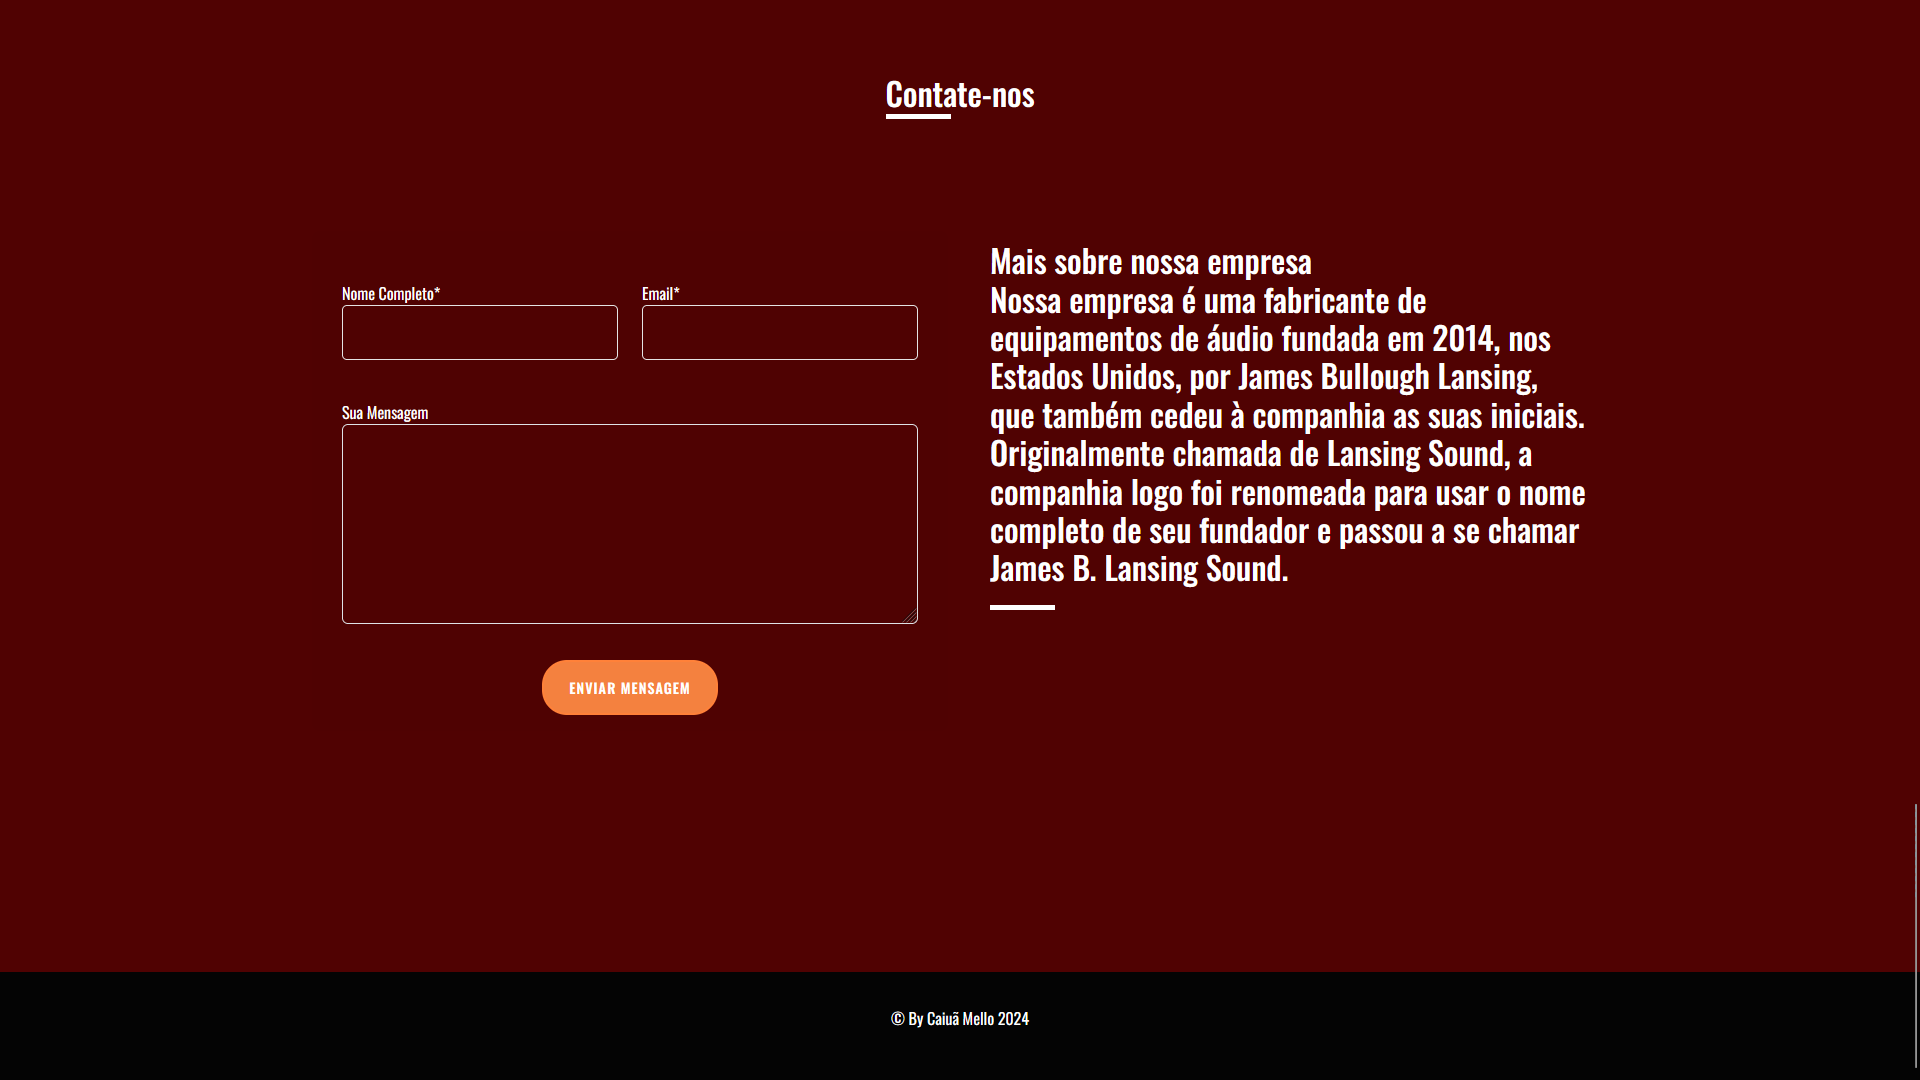 Contate-nos
Nome Completo*
Email*
Sua Mensagem
ENVIAR MENSAGEM
Mais sobre nossa empresa
Nossa empresa é uma fabricante de
equipamentos de áudio fundada em 2014, nos
Estados Unidos, por James Bullough Lansing,
que também cedeu à companhia as suas iniciais.
Originalmente chamada de Lansing Sound, a
companhia logo foi renomeada para usar o nome
completo de seu fundador e passou a se chamar
James B. Lansing Sound.
© By Caiuã Mello 2024